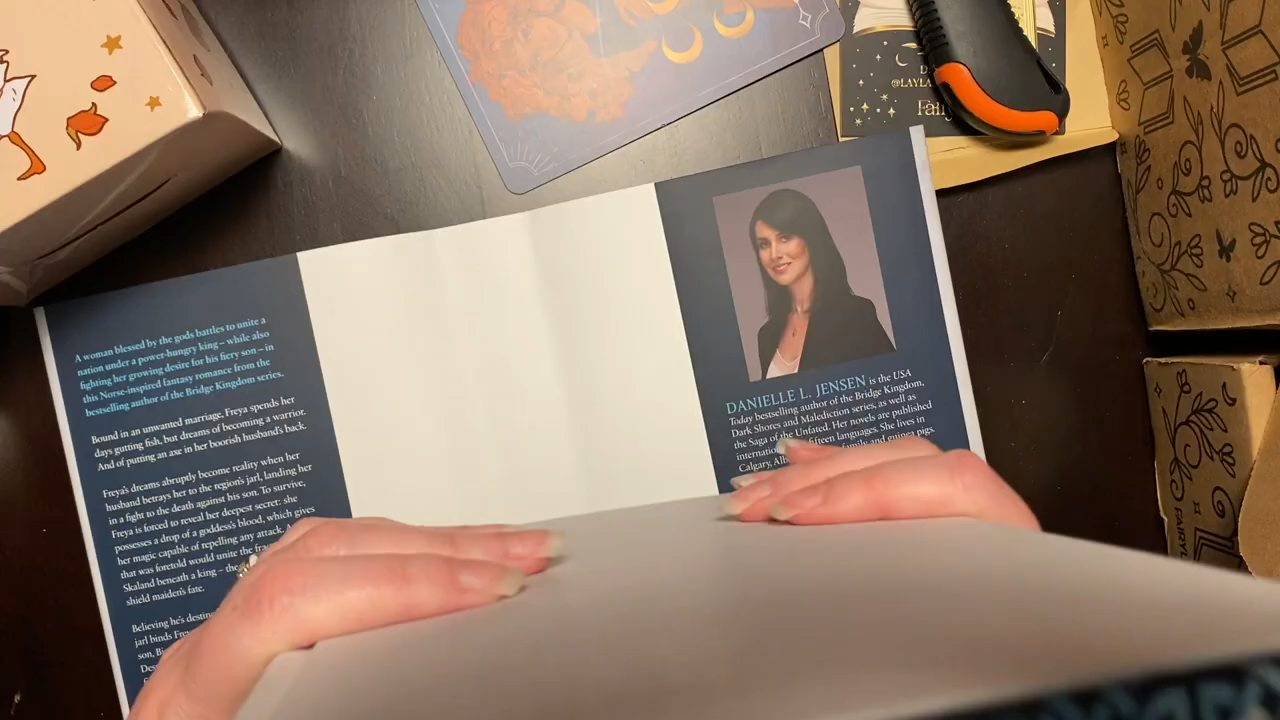 A woman blessed by the gods battles to unite a
nation under a power-hungry king – while also
fighting her growing desire for his fiery son – in
this Norse-inspired fantasy romance from the
bestselling author of the Bridge Kingdom series.
Bound in an unwanted marriage, Freya spends her
days gutting fish, but dreams of becoming a warrior.
And of putting an axe in her boorish husband's back.
Freya's dreams abruptly become reality when her
husband betrays her to the region's jarl, landing her
in a fight to the death against his son. To survive,
Freya is forced to reveal her deepest secret: she
possesses a drop of a goddess's blood, which gives
her magic capable of repelling any attack.
that was foretold would unite the
Skaland beneath a king – the
shield maiden's fate.
Believing he's
jarl binds
son,
DANIELLE L. JENSEN is the USA
Today bestselling author of the Bridge Kingdom,
Dark Shores and Malediction series, as well as
the Saga of the Unfated. Her novels are published
fifteen languages. She lives in
Calgary, family and guinea pigs.
@LAYLA